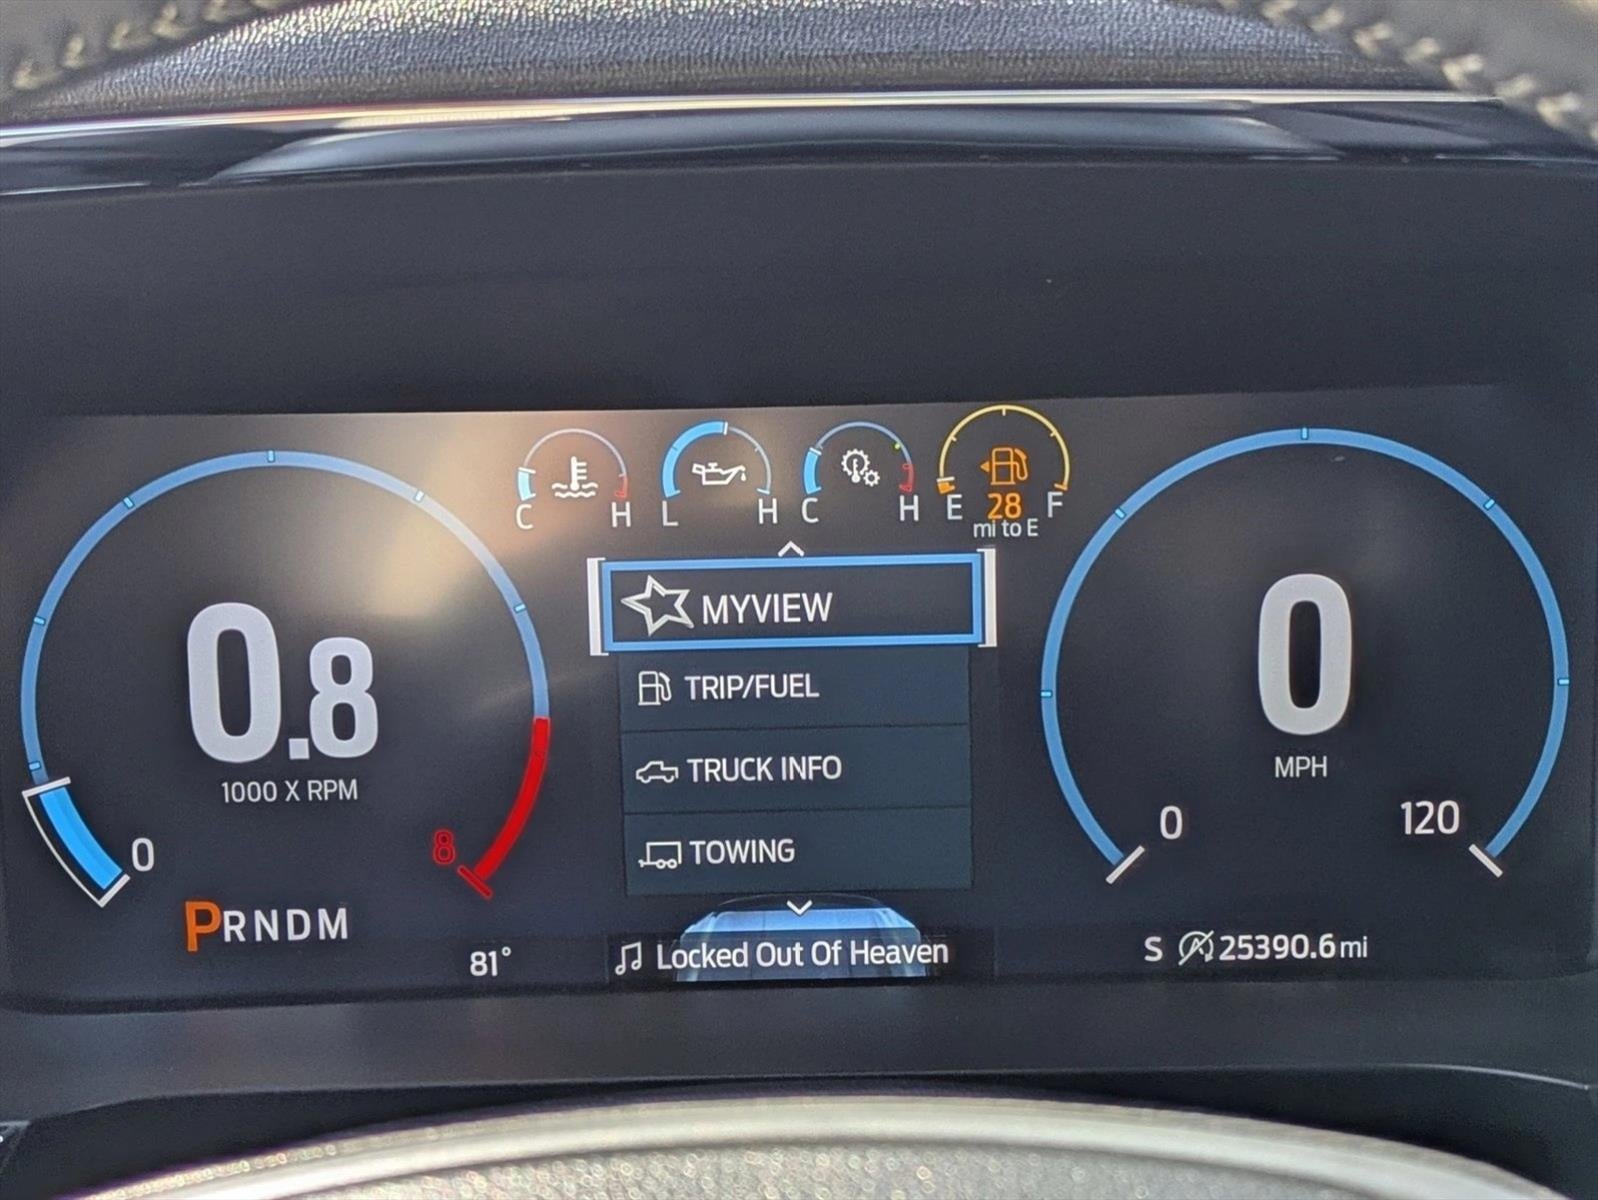 C H L H C H E 28 F
mi to E
MYVIEW
TRIP/FUEL
TRUCK INFO
TOWING
0.8
1000 X RPM
0
8
PRNDM
81°
Locked Out Of Heaven
0
MPH
0
120
S 25390.6 mi